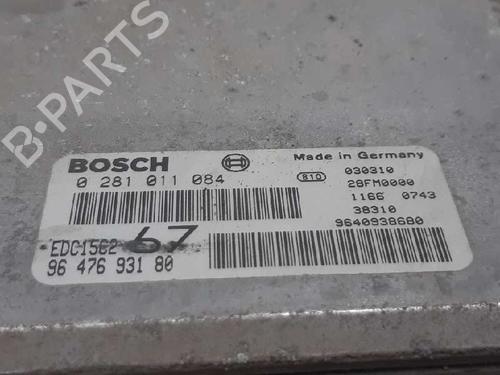 B-PARTS
BOSCH
Made in Germany
0 281 011 084
810
030310
28FM0000
1166 0743
38310
9640938680
EDC15C2
67
96 476 931 80